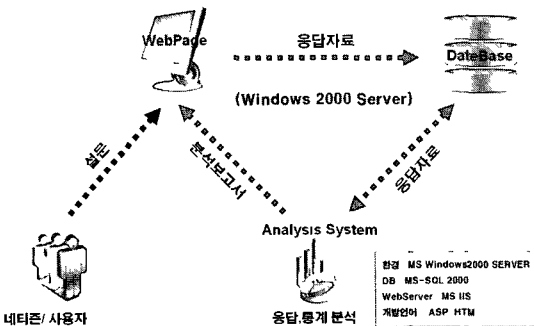 WebPage
응답자료
DateBase
(Windows 2000 Server)
설문
분석보고서
응답자료
Analysis System
네티즌/ 사용자
응답,통계 분석
환경 MS Windows2000 SERVER
DB MS-SQL 2000
WebServer MS IIS
개발언어 ASP HTM